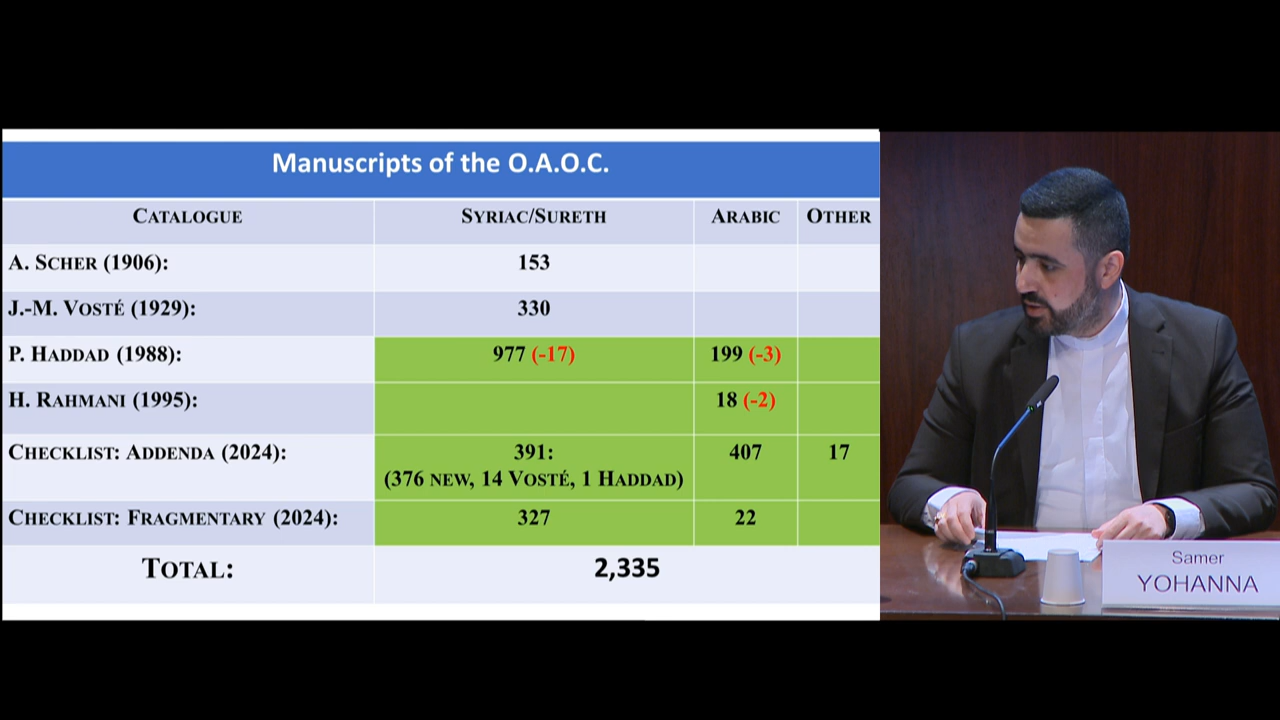 Manuscripts of the O.A.O.C.
CATALOGUE SYRIAC/SURETH ARABIC OTHER
A. SCHER (1906): 153
J.-M. VOSTÉ (1929): 330
P. HADDAD (1988): 977 (-17) 199 (-3)
H. RAHMANI (1995): 18 (-2)
CHECKLIST: ADDENDA (2024): 391: 407 17
(376 NEW, 14 VOSTÉ, 1 HADDAD)
CHECKLIST: FRAGMENTARY (2024): 327 22
TOTAL: 2,335
Samer
YOHANNA